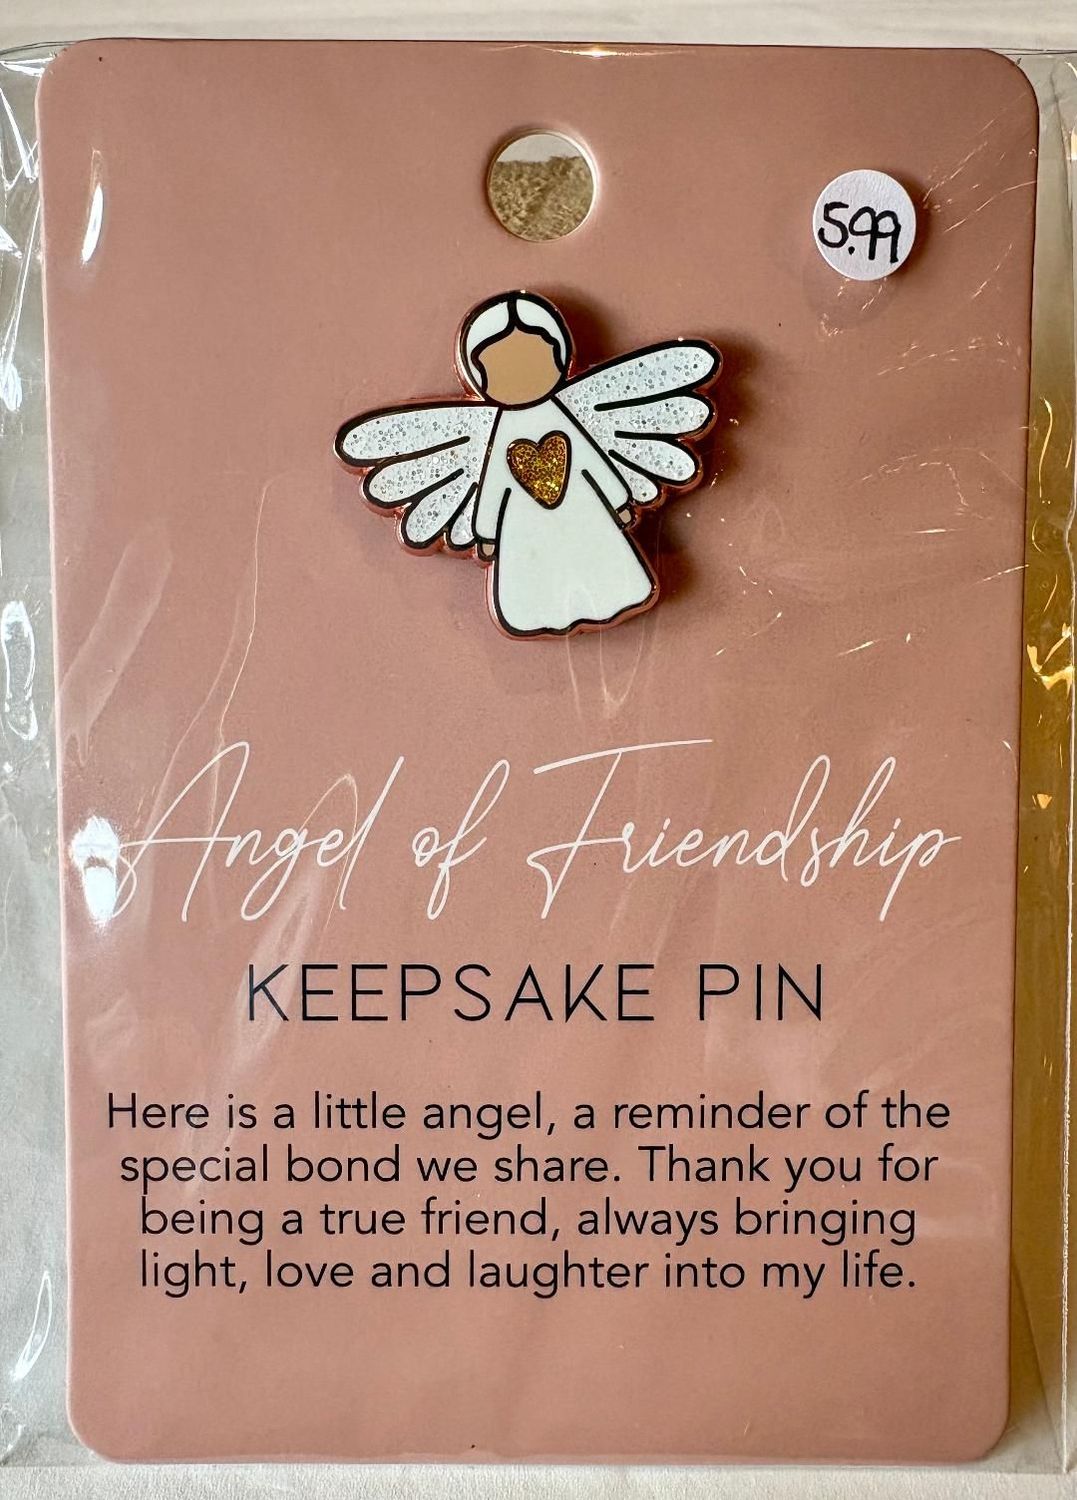 5.99
Angel of Friendship
KEEPSAKE PIN
Here is a little angel, a reminder of the
special bond we share. Thank you for
being a true friend, always bringing
light, love and laughter into my life.